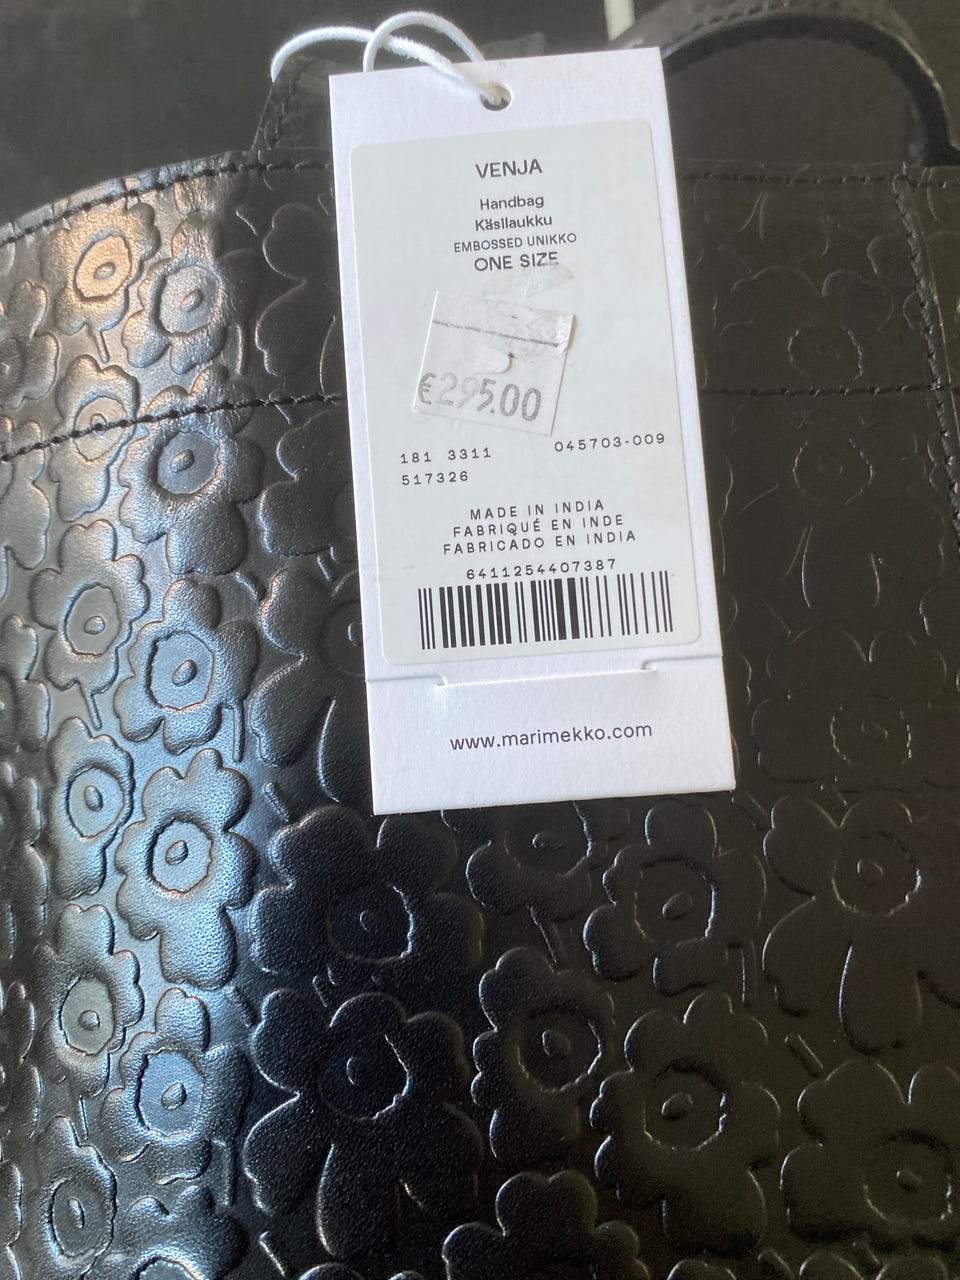 VENJA
Handbag
Käsilaukku
EMBOSSED UNIKKO
ONE SIZE
€295.00
181 3311 045703-009
517326
MADE IN INDIA
FABRIQUÉ EN INDE
FABRICADO EN INDIA
6411254407387
www.marimekko.com